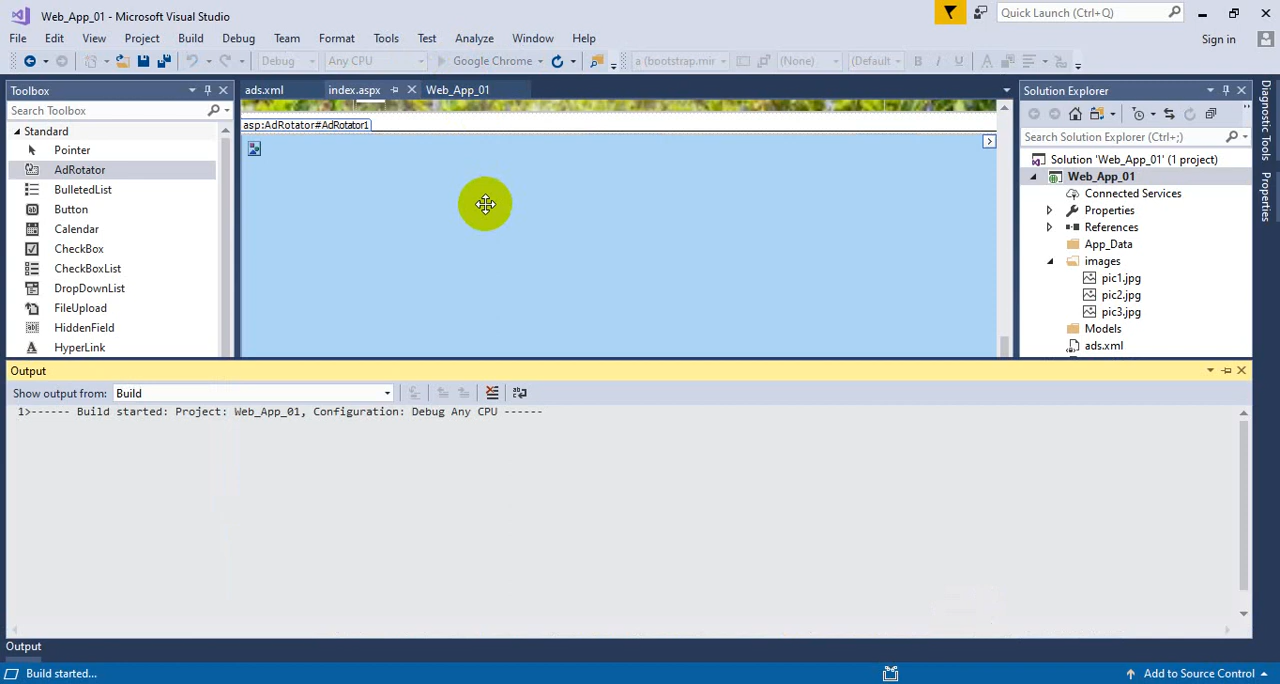 Web_App_01 - Microsoft Visual Studio
Quick Launch (Ctrl+Q)
File Edit View Project Build Debug Team Format Tools Test Analyze Window Help
Sign in
Debug Any CPU Google Chrome a (bootstrap.mir (None) (Default B I U A
Toolbox
Search Toolbox
Standard
Pointer
AdRotator
BulletedList
Button
Calendar
CheckBox
CheckBoxList
DropDownList
FileUpload
HiddenField
HyperLink
ads.xml index.aspx Web_App_01
asp:AdRotator#AdRotator1
Solution Explorer
Search Solution Explorer (Ctrl+;)
Solution 'Web_App_01' (1 project)
Web_App_01
Connected Services
Properties
References
App_Data
images
pic1.jpg
pic2.jpg
pic3.jpg
Models
ads.xml
Diagnostic Tools
Properties
Output
Show output from: Build
1>------ Build started: Project: Web_App_01, Configuration: Debug Any CPU ------
Output
Build started...
Add to Source Control